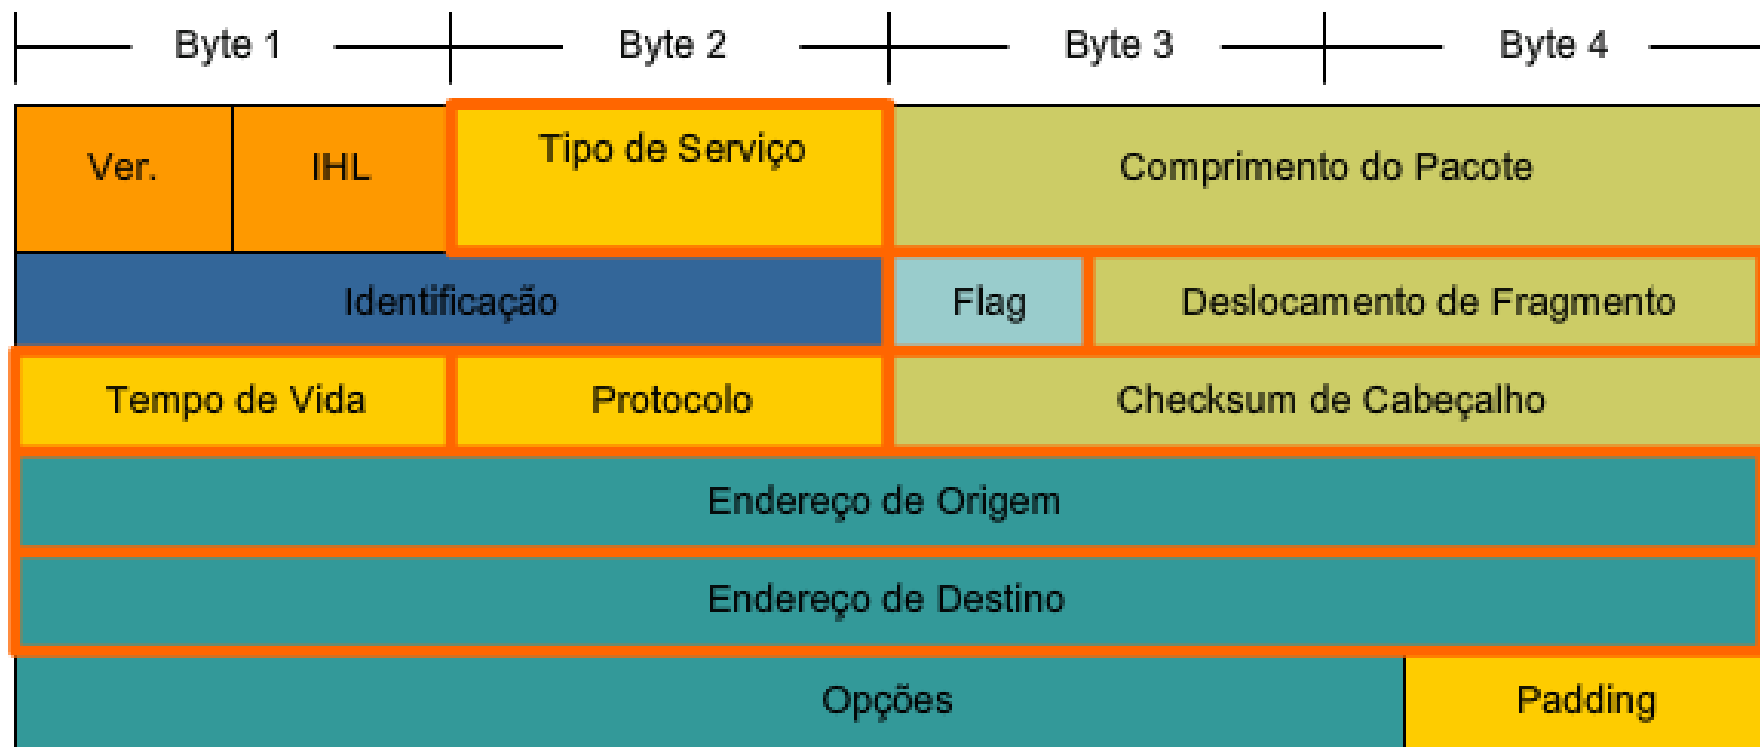 Byte 1 Byte 2 Byte 3 Byte 4
Ver. IHL Tipo de Serviço Comprimento do Pacote
Identificação Flag Deslocamento de Fragmento
Tempo de Vida Protocolo Checksum de Cabeçalho
Endereço de Origem
Endereço de Destino
Opções Padding